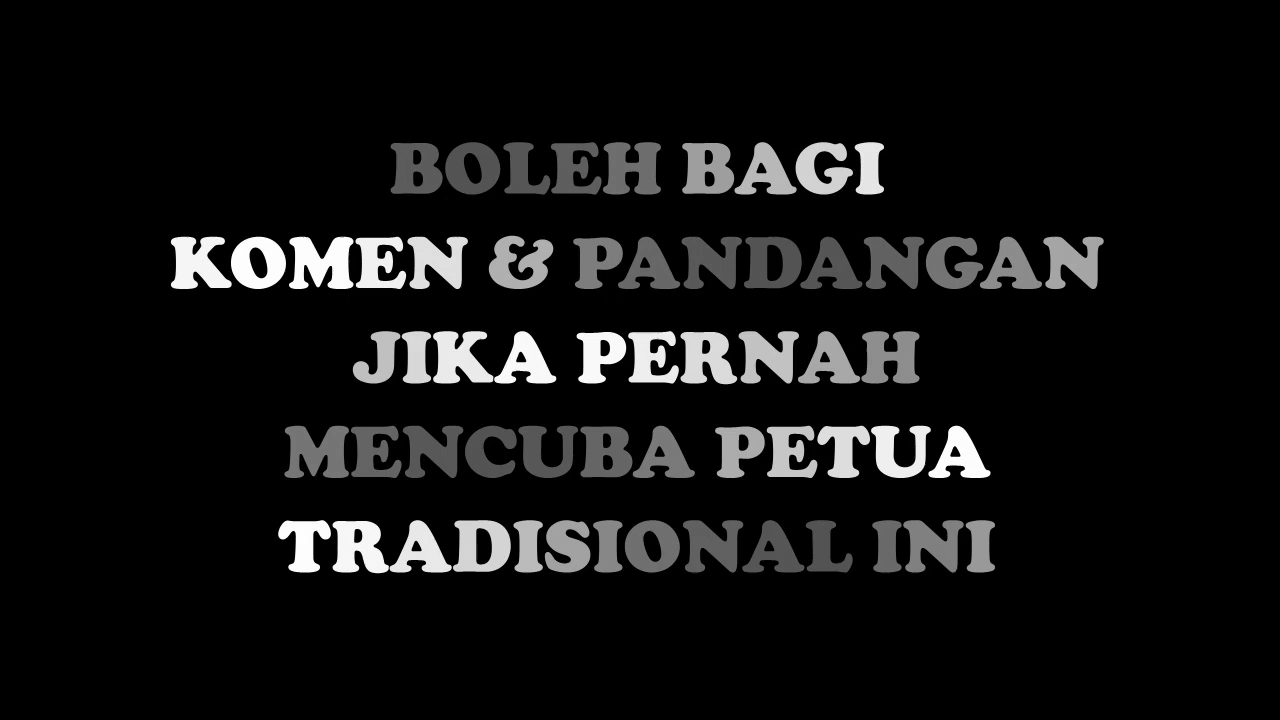 BOLEH BAGI
KOMEN & PANDANGAN
JIKA PERNAH
MENCUBA PETUA
TRADISIONAL INI